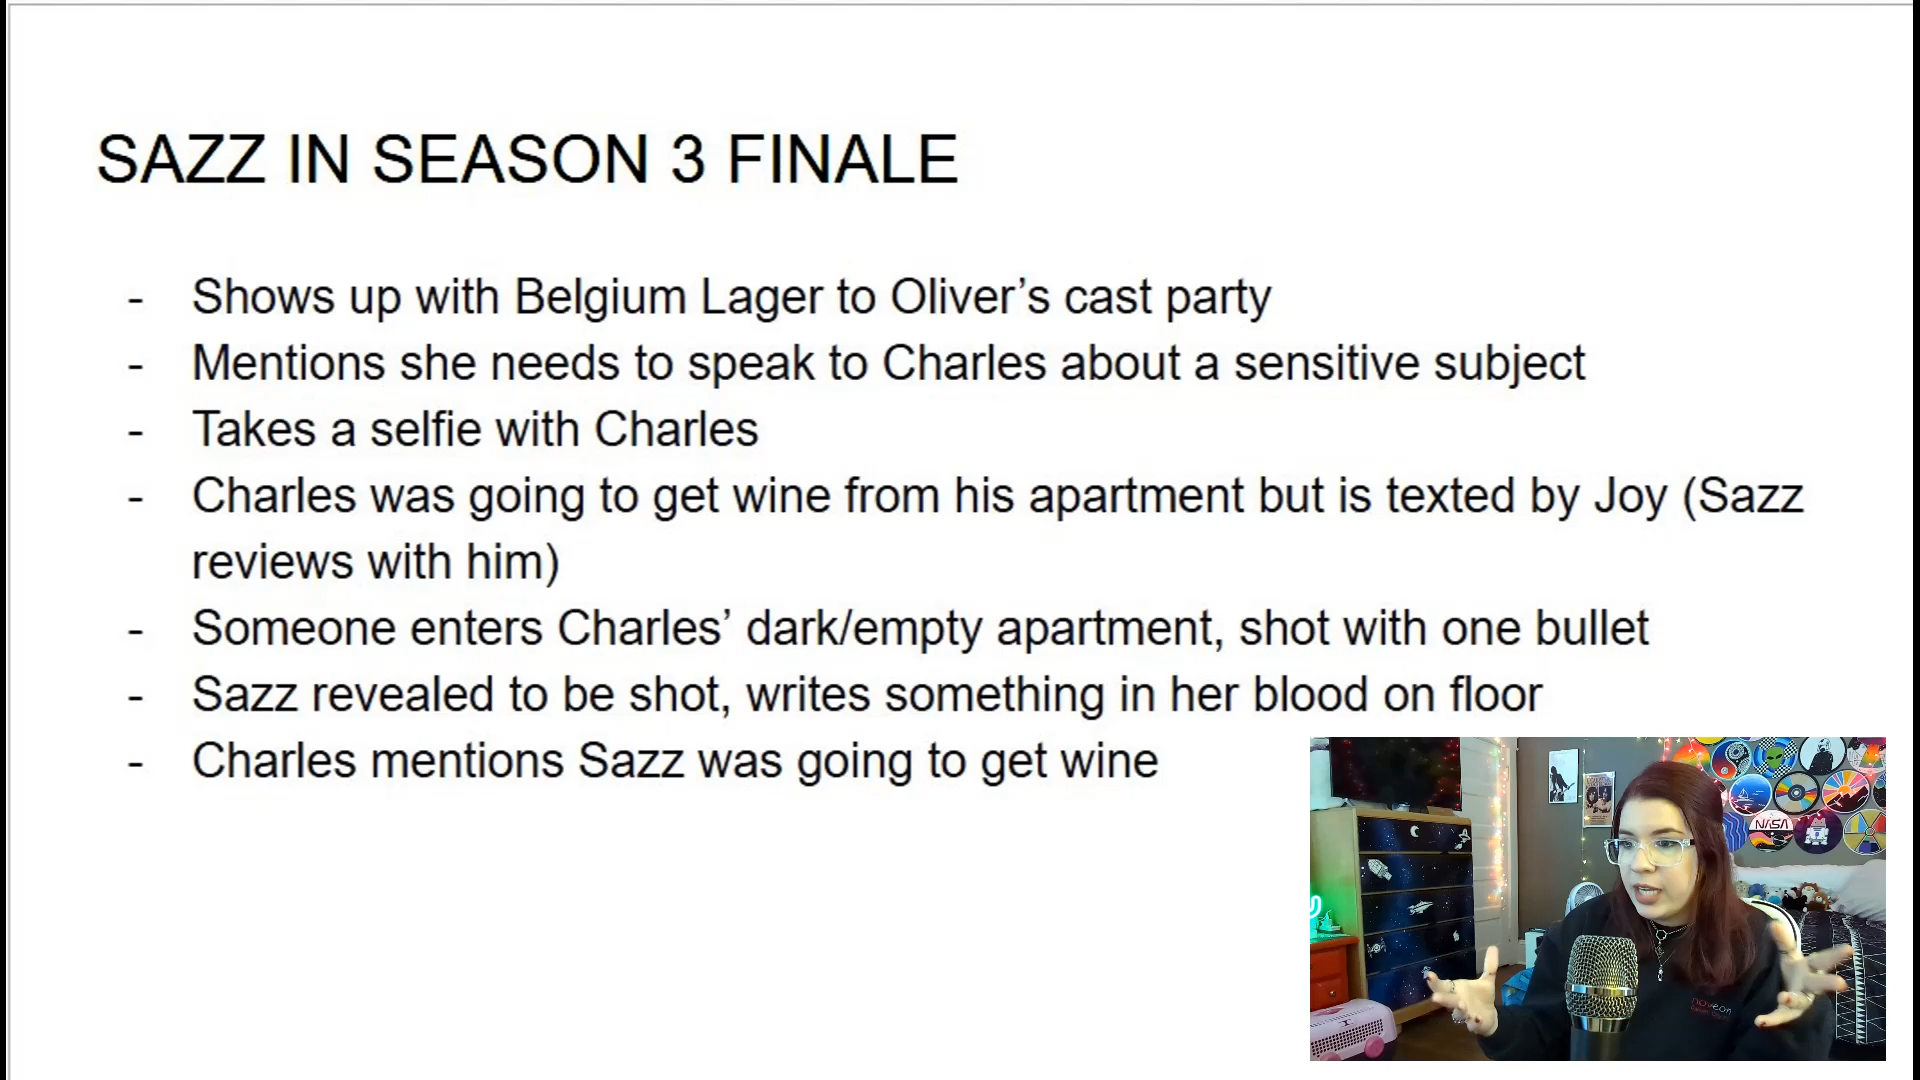 SAZZ IN SEASON 3 FINALE
- Shows up with Belgium Lager to Oliver’s cast party
- Mentions she needs to speak to Charles about a sensitive subject
- Takes a selfie with Charles
- Charles was going to get wine from his apartment but is texted by Joy (Sazz
reviews with him)
- Someone enters Charles’ dark/empty apartment, shot with one bullet
- Sazz revealed to be shot, writes something in her blood on floor
- Charles mentions Sazz was going to get wine
NASA